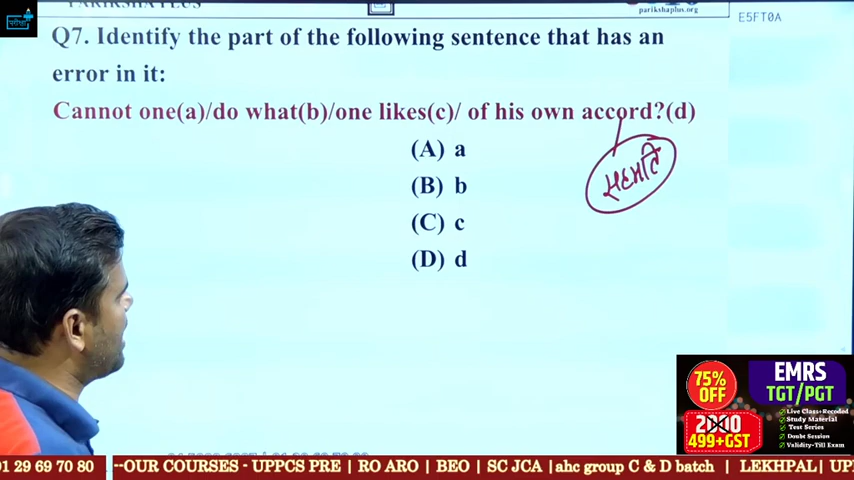 परीक्षा
PARIKSHA PLUS
parikshaplus.org
E5FT0A
Q7. Identify the part of the following sentence that has an
error in it:
Cannot one(a)/do what(b)/one likes(c)/ of his own accord?(d)
सहमति
(A) a
(B) b
(C) c
(D) d
75%
OFF
2000
499+GST
EMRS
TGT/PGT
Live Class+Recoded
Study Material
Test Series
Doubt Session
Validity-Till Exam
01 29 69 70 80
--OUR COURSES - UPPCS PRE | RO ARO | BEO | SC JCA |ahc group C & D batch | LEKHPAL| UP